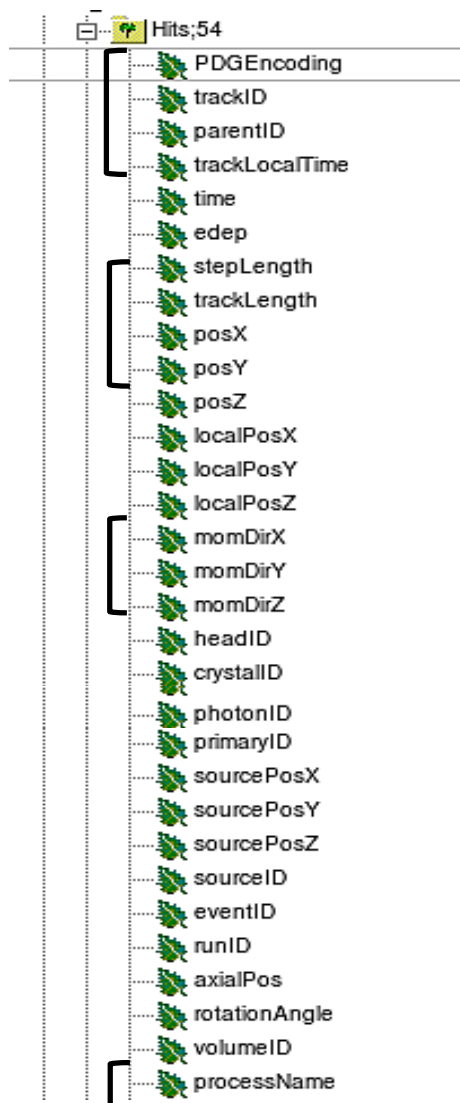 Hits;54
PDGEncoding
trackID
parentID
trackLocalTime
time
edep
stepLength
trackLength
posX
posY
posZ
localPosX
localPosY
localPosZ
momDirX
momDirY
momDirZ
headID
crystalID
photonID
primaryID
sourcePosX
sourcePosY
sourcePosZ
sourceID
eventID
runID
axialPos
rotationAngle
volumeID
processName